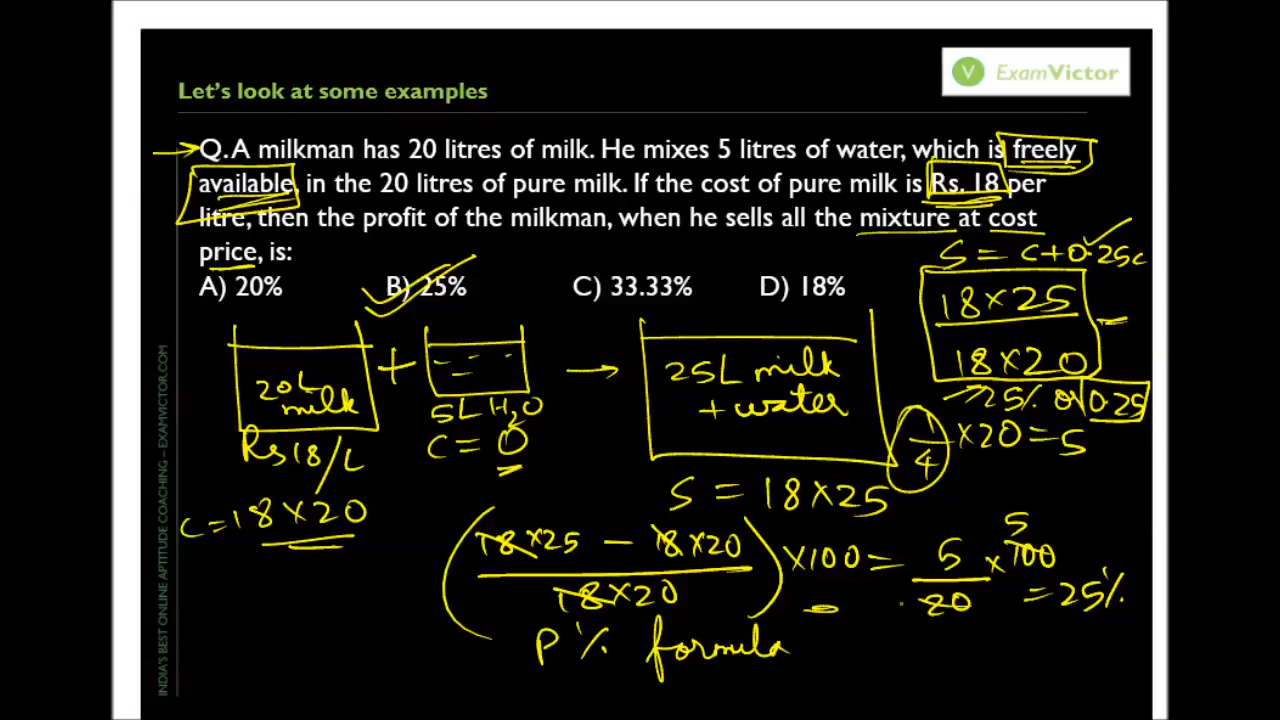 V ExamVictor
Let's look at some examples
Q. A milkman has 20 litres of milk. He mixes 5 litres of water, which is freely
available, in the 20 litres of pure milk. If the cost of pure milk is Rs. 18 per
litre, then the profit of the milkman, when he sells all the mixture at cost
price, is:
A) 20% B) 25% C) 33.33% D) 18%
S = C+0.25C
18×25
18×20
=
25% or 0.25
20L
milk
+
5L H₂O
C = 0
→
25L milk
+ water
1/4 ×20 = 5
Rs 18/L
C = 18×20
S = 18×25
(18×25 − 18×20
18×20) ×100 = 5/20 × 100 5
= 25%
P% formula
INDIA'S BEST ONLINE APTITUDE COACHING – EXAMVICTOR.COM